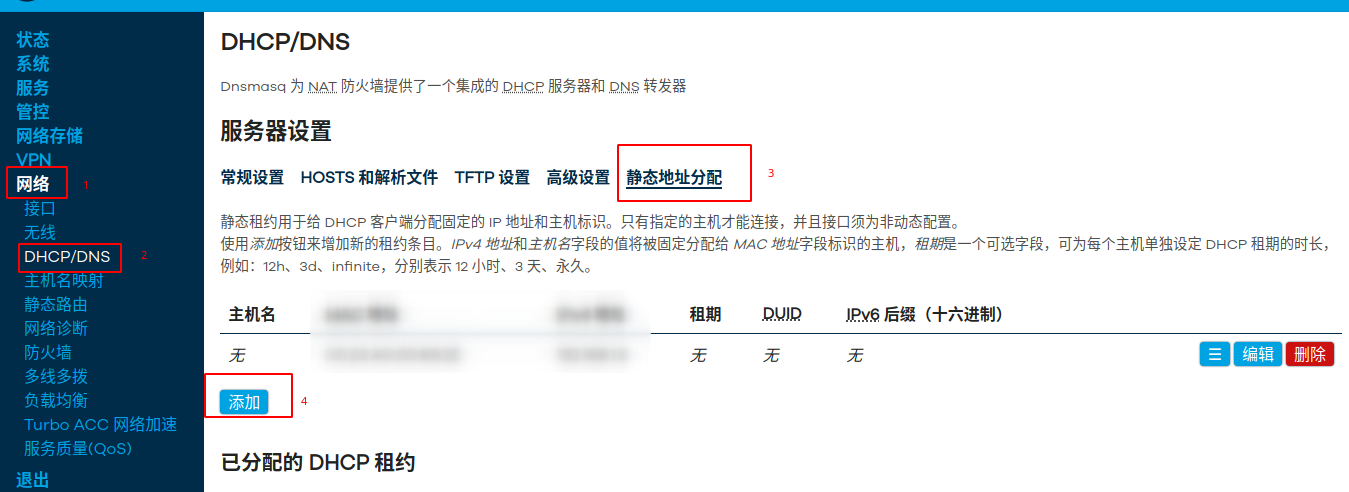 状态
系统
服务
管控
网络存储
VPN
网络
1
接口
无线
DHCP/DNS
2
主机名映射
静态路由
网络诊断
防火墙
多线多拨
负载均衡
Turbo ACC 网络加速
服务质量(QoS)
退出
DHCP/DNS
Dnsmasq 为 NAT 防火墙提供了一个集成的 DHCP 服务器和 DNS 转发器
服务器设置
常规设置 HOSTS 和解析文件 TFTP 设置 高级设置 静态地址分配
3
静态租约用于给 DHCP 客户端分配固定的 IP 地址和主机标识。只有指定的主机才能连接，并且接口须为非动态配置。
使用添加按钮来增加新的租约条目。IPv4 地址和主机名字段的值将被固定分配给 MAC 地址字段标识的主机，租期是一个可选字段，可为每个主机单独设定 DHCP 租期的时长，
例如：12h、3d、infinite，分别表示 12 小时、3 天、永久。
主机名 租期 DUID IPv6 后缀（十六进制）
无 无 无 无 ☰ 编辑 删除
添加
4
已分配的 DHCP 租约